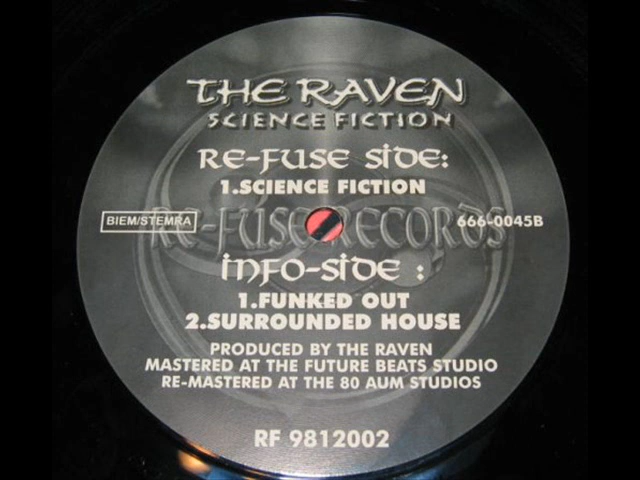 THE RAVEN
SCIENCE FICTION
RE-FUSE SIDE:
1.SCIENCE FICTION
BIEM/STEMRA
RE-FUSE RECORDS
666-0045B
INFO-SIDE :
1.FUNKED OUT
2.SURROUNDED HOUSE
PRODUCED BY THE RAVEN
MASTERED AT THE FUTURE BEATS STUDIO
RE-MASTERED AT THE 80 AUM STUDIOS
RF 9812002